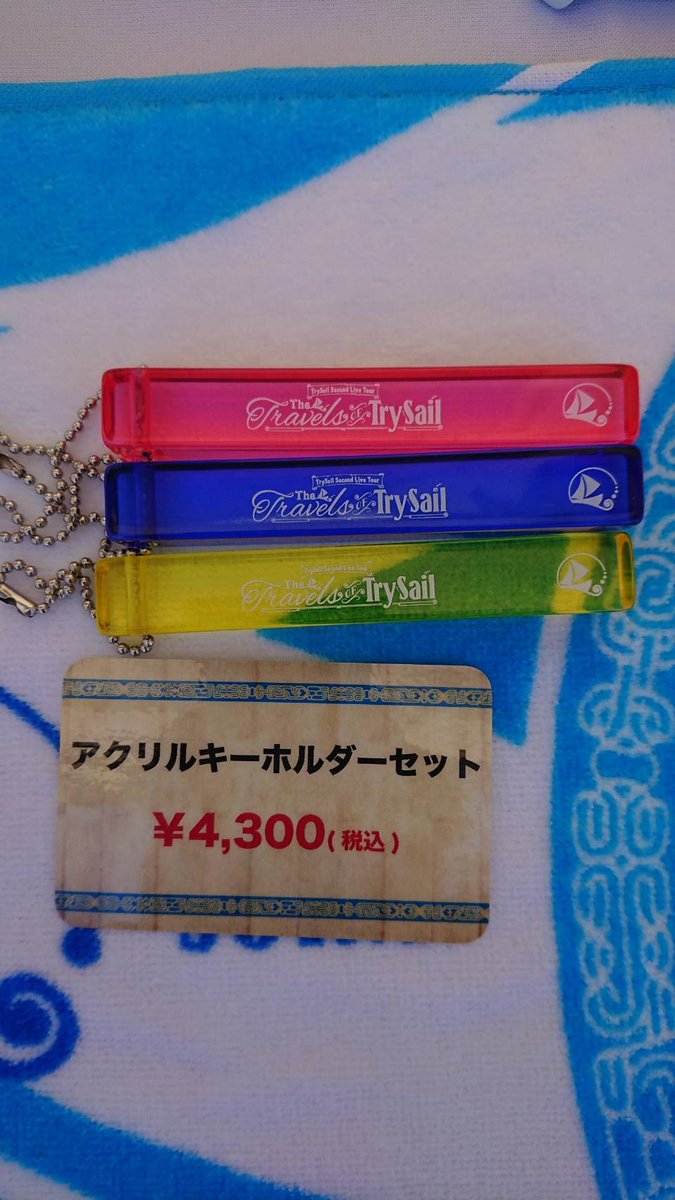 TrySail Second Live Tour
The
Travels OF TrySail
TrySail Second Live Tour
The
Travels OF TrySail
TrySail Second Live Tour
The
Travels OF TrySail
アクリルキーホルダーセット
¥4,300(税込)